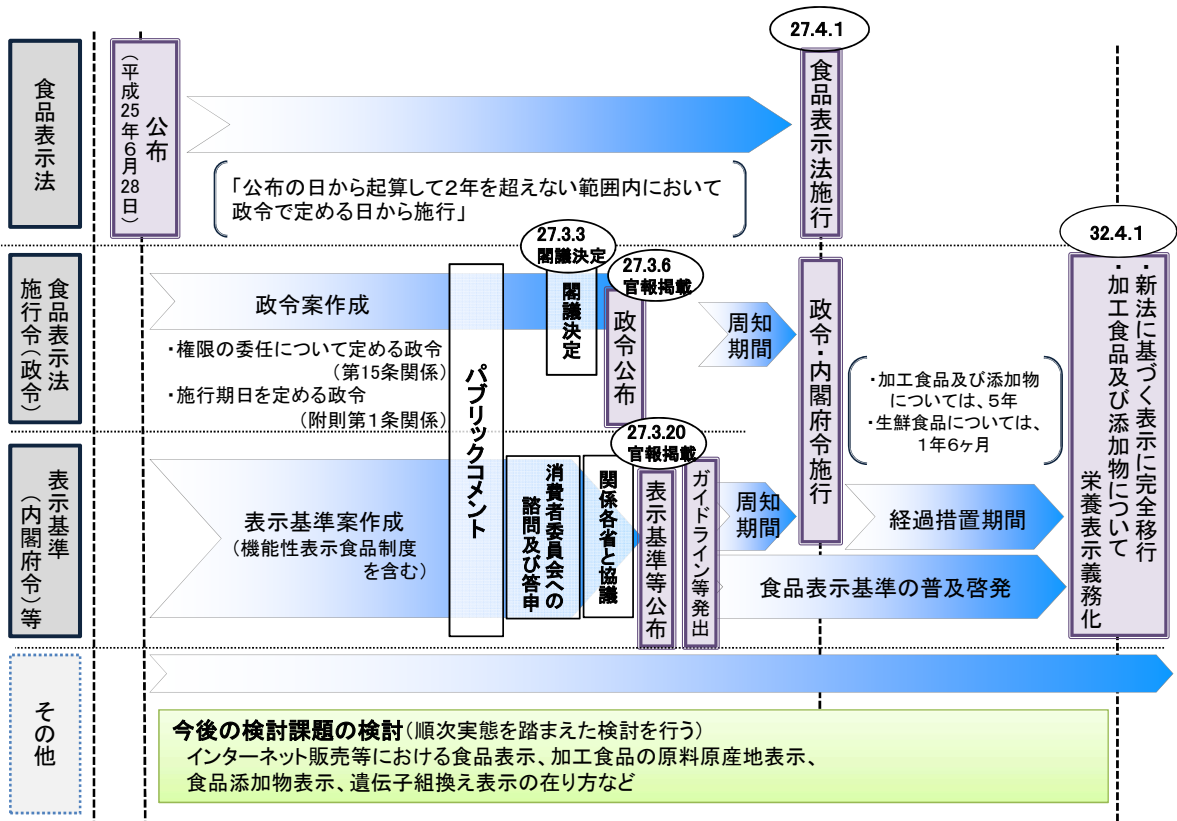 食品表示法
公布
(平成25年6月28日)
「公布の日から起算して2年を超えない範囲内において
政令で定める日から施行」
27.4.1
食品表示法施行
食品表示法
施行令(政令)
政令案作成
・権限の委任について定める政令
(第15条関係)
・施行期日を定める政令
(附則第1条関係)
パブリックコメント
27.3.3
閣議決定
閣議決定
27.3.6
官報掲載
政令公布
周知
期間
政令・内閣府令施行
・加工食品及び添加物
については、5年
・生鮮食品については、
1年6ヶ月
32.4.1
・新法に基づく表示に完全移行
・加工食品及び添加物について
栄養表示義務化
表示基準
(内閣府令)等
表示基準案作成
(機能性表示食品制度
を含む)
消費者委員会への
諮問及び答申
関係各省と協議
27.3.20
官報掲載
表示基準等公布
ガイドライン等発出
周知
期間
経過措置期間
食品表示基準の普及啓発
その他
今後の検討課題の検討(順次実態を踏まえた検討を行う)
インターネット販売等における食品表示、加工食品の原料原産地表示、
食品添加物表示、遺伝子組換え表示の在り方など